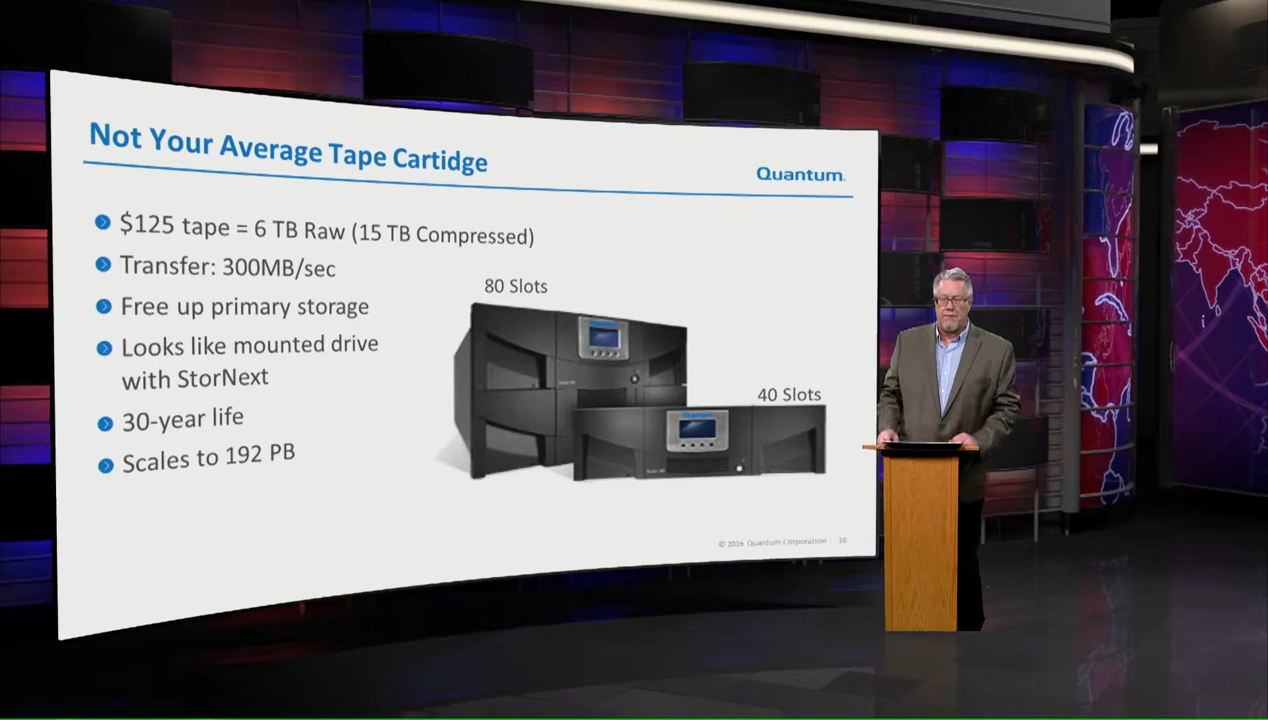 Not Your Average Tape Cartidge
Quantum.
$125 tape = 6 TB Raw (15 TB Compressed)
Transfer: 300MB/sec
Free up primary storage
Looks like mounted drive
with StorNext
30-year life
Scales to 192 PB
80 Slots
40 Slots
Quantum
© 2016 Quantum Corporation 10